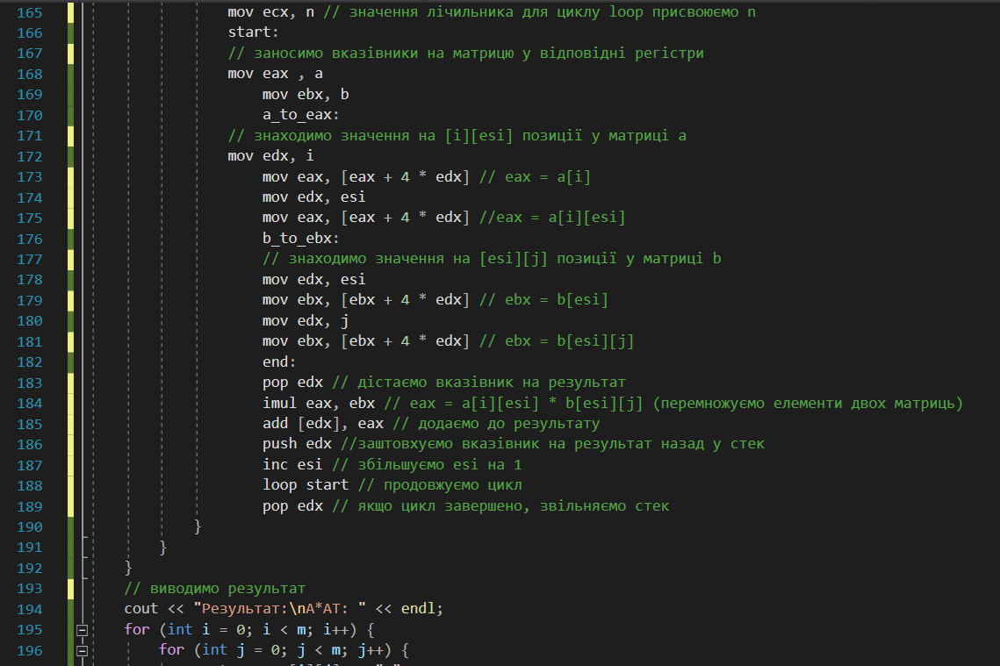 165 mov ecx, n // значення лічильника для циклу loop присвоюємо n
166 start:
167 // заносимо вказівники на матрицю у відповідні регістри
168 mov eax , a
169 mov ebx, b
170 a_to_eax:
171 // знаходимо значення на [i][esi] позиції у матриці a
172 mov edx, i
173 mov eax, [eax + 4 * edx] // eax = a[i]
174 mov edx, esi
175 mov eax, [eax + 4 * edx] //eax = a[i][esi]
176 b_to_ebx:
177 // знаходимо значення на [esi][j] позиції у матриці b
178 mov edx, esi
179 mov ebx, [ebx + 4 * edx] // ebx = b[esi]
180 mov edx, j
181 mov ebx, [ebx + 4 * edx] // ebx = b[esi][j]
182 end:
183 pop edx // дістаємо вказівник на результат
184 imul eax, ebx // eax = a[i][esi] * b[esi][j] (перемножуємо елементи двох матриць)
185 add [edx], eax // додаємо до результату
186 push edx //заштовхуємо вказівник на результат назад у стек
187 inc esi // збільшуємо esi на 1
188 loop start // продовжуємо цикл
189 pop edx // якщо цикл завершено, звільняємо стек
190 }
191 }
192 }
193 // виводимо результат
194 cout << "Результат:\nA*AT: " << endl;
195 for (int i = 0; i < m; i++) {
196 for (int j = 0; j < m; j++) {